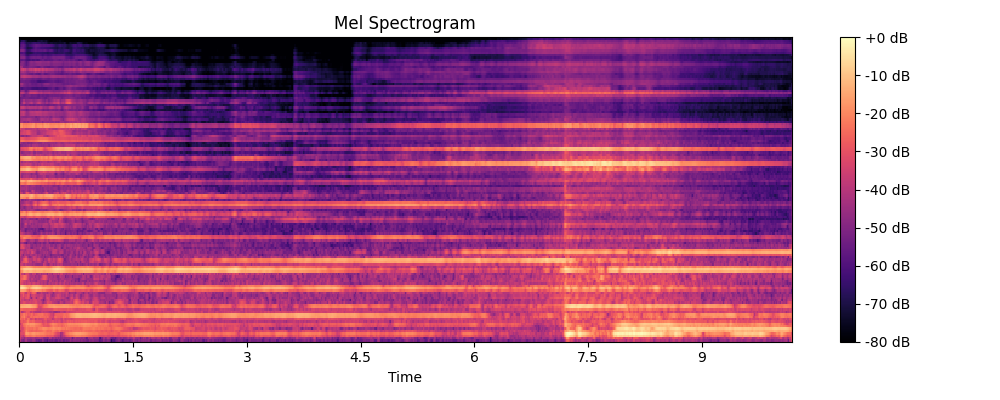 Mel Spectrogram
+0 dB
-10 dB
-20 dB
-30 dB
-40 dB
-50 dB
-60 dB
-70 dB
-80 dB
0 1.5 3 4.5 6 7.5 9
Time